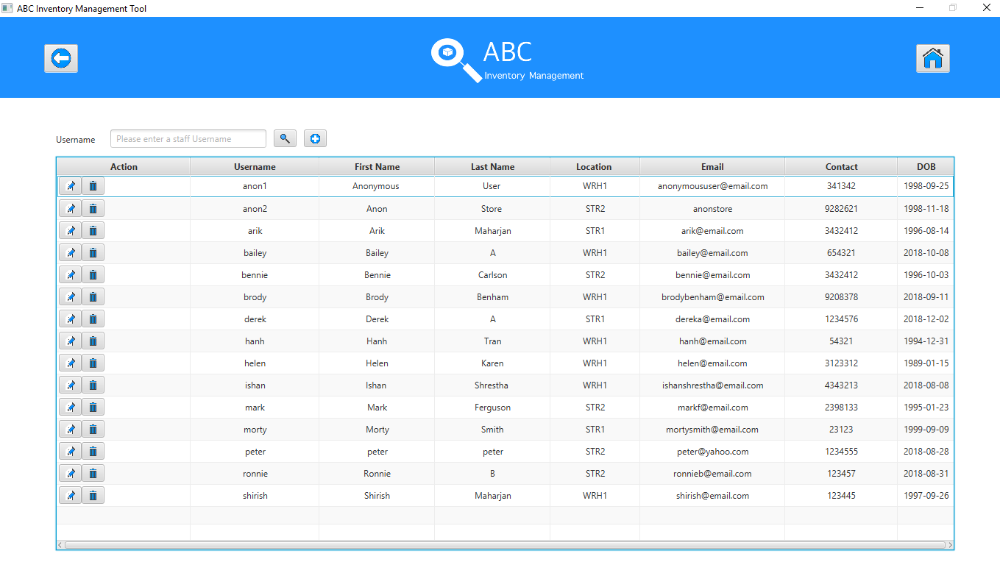 ABC Inventory Management Tool
ABC
Inventory Management
Username Please enter a staff Username
Action Username First Name Last Name Location Email Contact DOB
anon1 Anonymous User WRH1 anonymoususer@email.com 341342 1998-09-25
anon2 Anon Store STR2 anonstore 9282621 1998-11-18
arik Arik Maharjan STR1 arik@email.com 3432412 1996-08-14
bailey Bailey A WRH1 bailey@email.com 654321 2018-10-08
bennie Bennie Carlson STR2 bennie@email.com 3432412 1996-10-03
brody Brody Benham WRH1 brodybenham@email.com 9208378 2018-09-11
derek Derek A STR1 dereka@email.com 1234576 2018-12-02
hanh Hanh Tran WRH1 hanh@email.com 54321 1994-12-31
helen Helen Karen WRH1 helen@email.com 3123312 1989-01-15
ishan Ishan Shrestha WRH1 ishanshrestha@email.com 4343213 2018-08-08
mark Mark Ferguson STR2 markf@email.com 2398133 1995-01-23
morty Morty Smith STR1 mortysmith@email.com 23123 1999-09-09
peter peter peter STR2 peter@yahoo.com 1234555 2018-08-28
ronnie Ronnie B STR2 ronnieb@email.com 123457 2018-08-31
shirish Shirish Maharjan WRH1 shirish@email.com 123445 1997-09-26